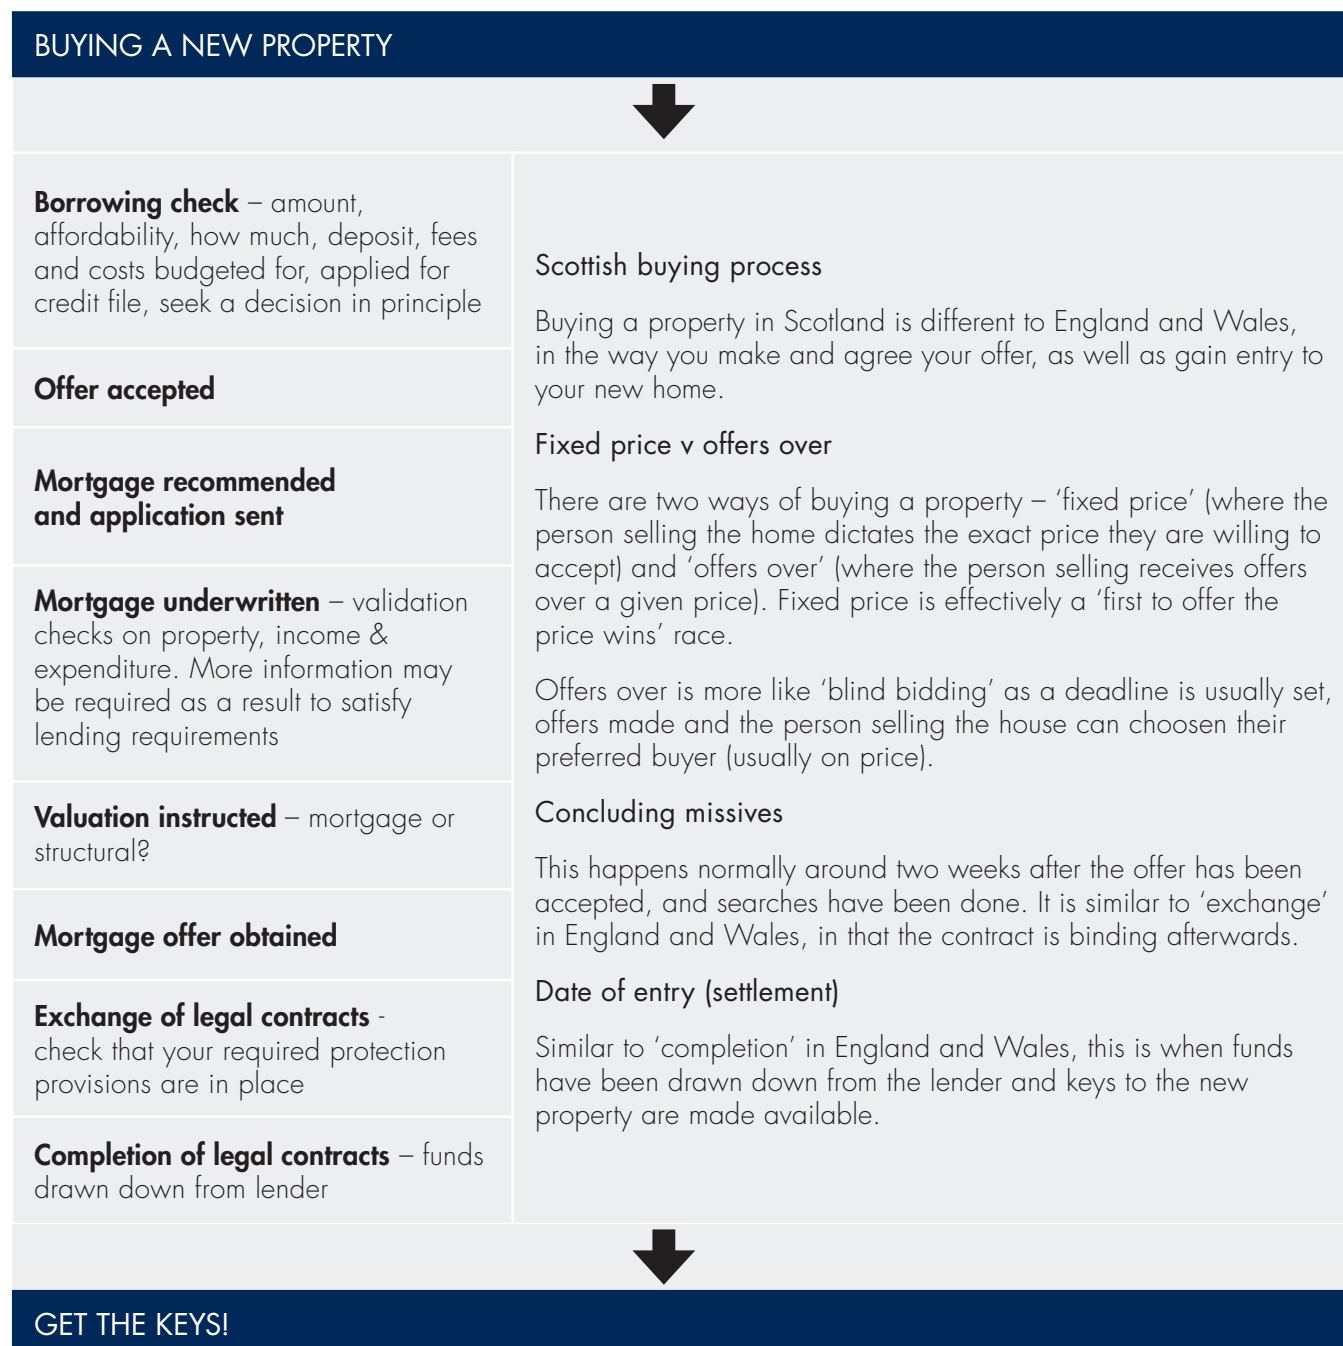 BUYING A NEW PROPERTY
Borrowing check – amount,
affordability, how much, deposit, fees
and costs budgeted for, applied for
credit file, seek a decision in principle
Offer accepted
Mortgage recommended
and application sent
Mortgage underwritten – validation
checks on property, income &
expenditure. More information may
be required as a result to satisfy
lending requirements
Valuation instructed – mortgage or
structural?
Mortgage offer obtained
Exchange of legal contracts -
check that your required protection
provisions are in place
Completion of legal contracts – funds
drawn down from lender
Scottish buying process
Buying a property in Scotland is different to England and Wales,
in the way you make and agree your offer, as well as gain entry to
your new home.
Fixed price v offers over
There are two ways of buying a property – ‘fixed price’ (where the
person selling the home dictates the exact price they are willing to
accept) and ‘offers over’ (where the person selling receives offers
over a given price). Fixed price is effectively a ‘first to offer the
price wins’ race.
Offers over is more like ‘blind bidding’ as a deadline is usually set,
offers made and the person selling the house can choosen their
preferred buyer (usually on price).
Concluding missives
This happens normally around two weeks after the offer has been
accepted, and searches have been done. It is similar to ‘exchange’
in England and Wales, in that the contract is binding afterwards.
Date of entry (settlement)
Similar to ‘completion’ in England and Wales, this is when funds
have been drawn down from the lender and keys to the new
property are made available.
GET THE KEYS!